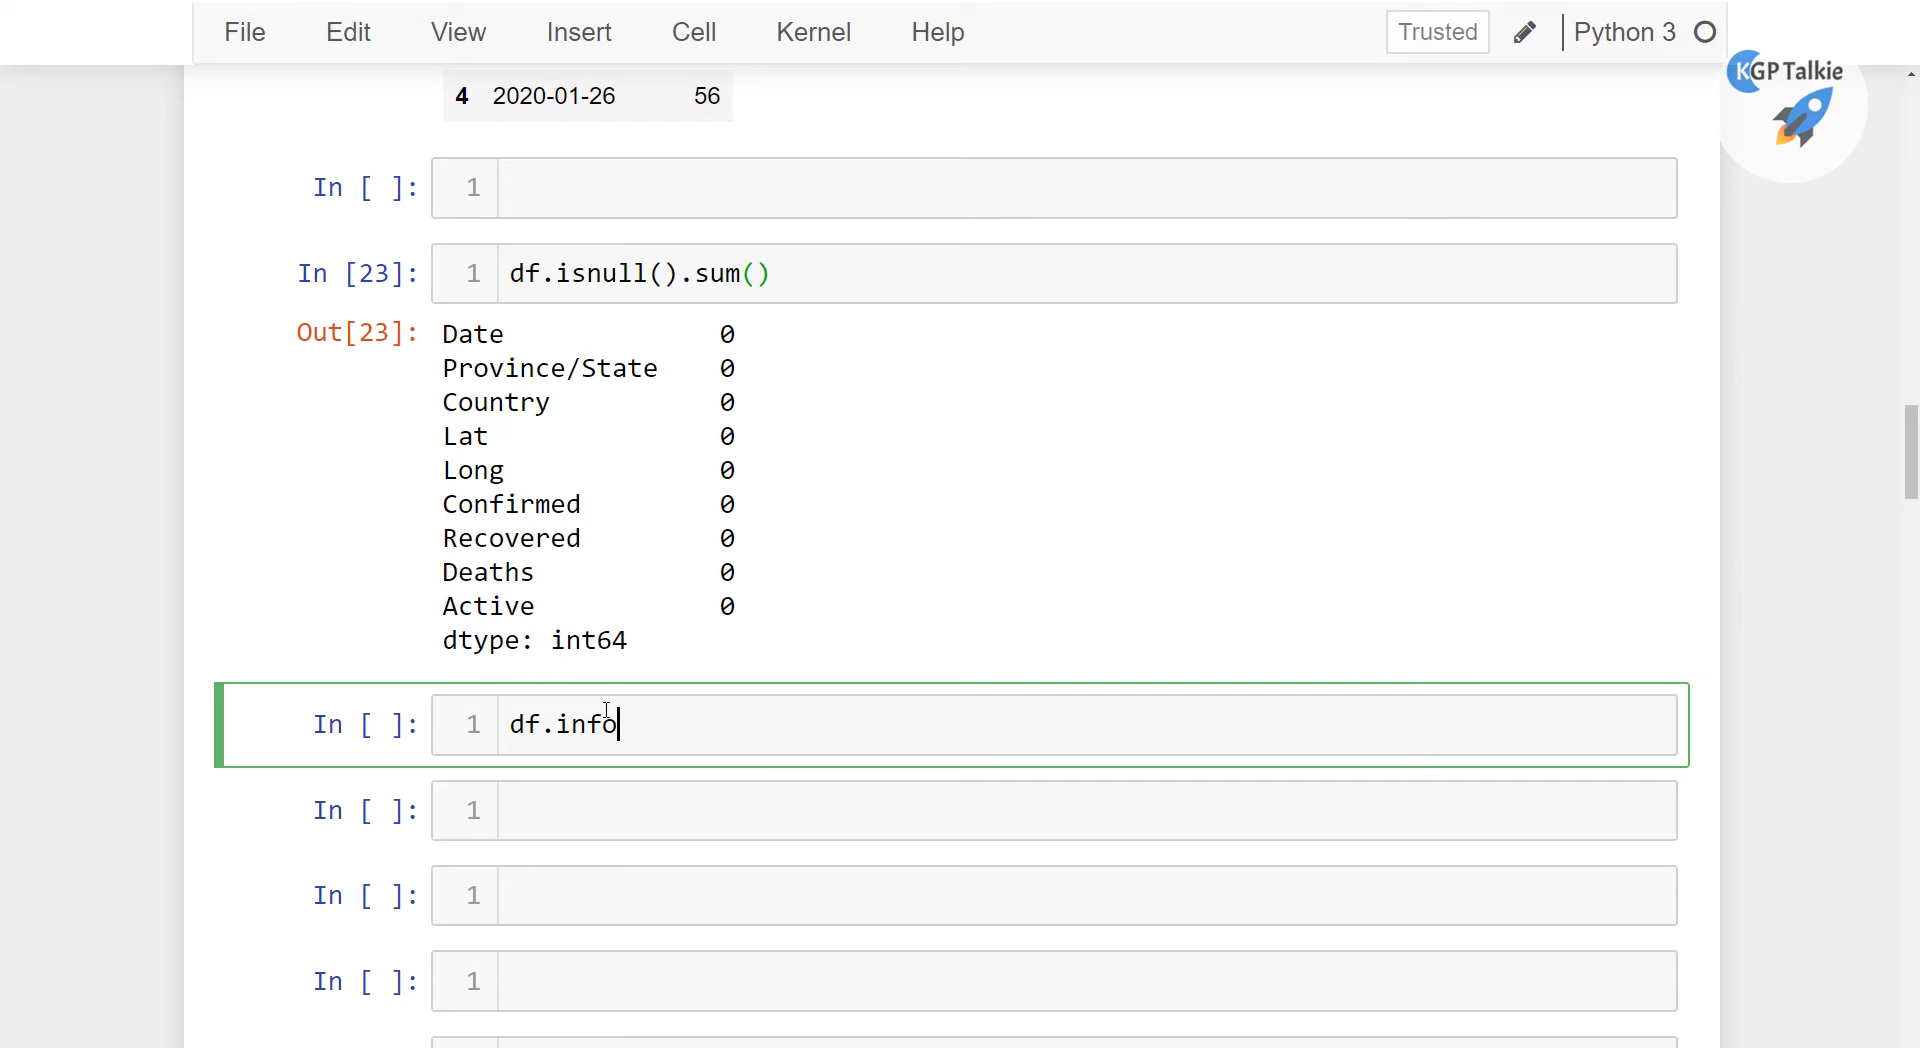 File Edit View Insert Cell Kernel Help Trusted Python 3
KGP Talkie
4 2020-01-26 56
In [ ]: 1
In [23]: 1 df.isnull().sum()
Out[23]: Date 0
Province/State 0
Country 0
Lat 0
Long 0
Confirmed 0
Recovered 0
Deaths 0
Active 0
dtype: int64
In [ ]: 1 df.info
In [ ]: 1
In [ ]: 1
In [ ]: 1